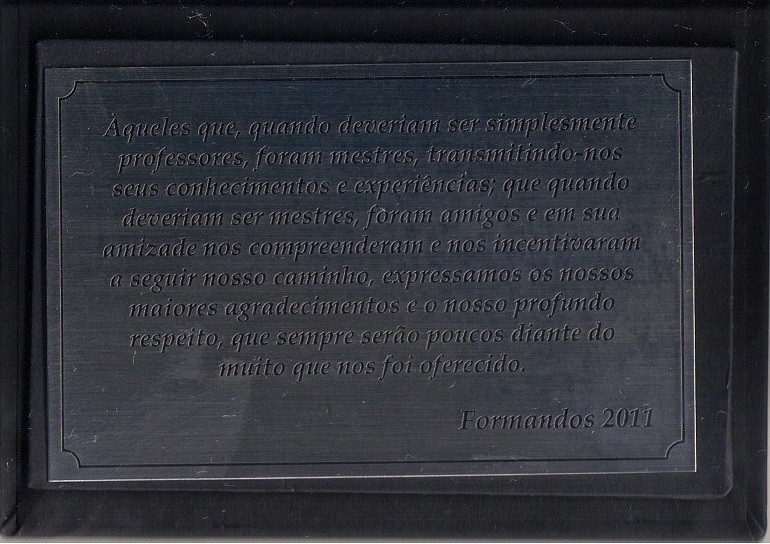 Àqueles que, quando deveriam ser simplesmente
professores, foram mestres, transmitindo-nos
seus conhecimentos e experiências; que quando
deveriam ser mestres, foram amigos e em sua
amizade nos compreenderam e nos incentivaram
a seguir nosso caminho, expressamos os nossos
maiores agradecimentos e o nosso profundo
respeito, que sempre serão poucos diante do
muito que nos foi oferecido.
Formandos 2011